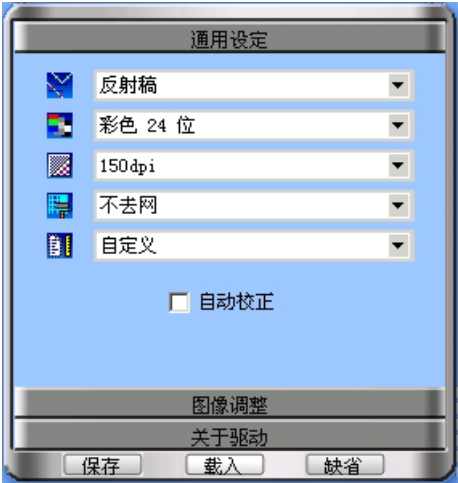 通用设定
反射稿
彩色 24 位
150dpi
不去网
自定义
自动校正
图像调整
关于驱动
保存 载入 缺省